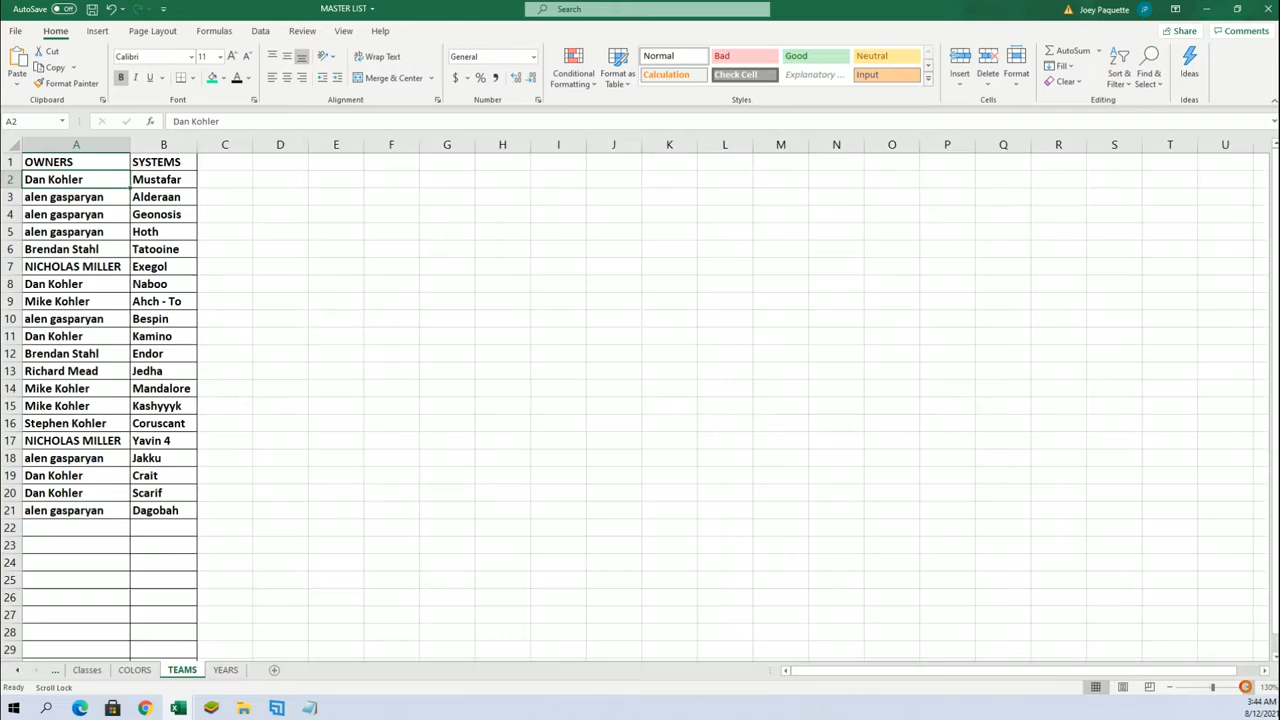 AutoSave Off MASTER LIST Search Joey Paquette JP
File Home Insert Page Layout Formulas Data Review View Help Share Comments
Paste Cut Copy Format Painter Clipboard
Calibri 11 B I U Font
Wrap Text Merge & Center Alignment
General $ % Number
Conditional Formatting Format as Table
Normal Bad Good Neutral
Calculation Check Cell Explanatory ... Input
Styles
Insert Delete Format Cells
AutoSum Fill Clear Sort & Filter Find & Select Editing
Ideas Ideas
A2 fx Dan Kohler
A B C D E F G H I J K L M N O P Q R S T U
1 OWNERS SYSTEMS
2 Dan Kohler Mustafar
3 alen gasparyan Alderaan
4 alen gasparyan Geonosis
5 alen gasparyan Hoth
6 Brendan Stahl Tatooine
7 NICHOLAS MILLER Exegol
8 Dan Kohler Naboo
9 Mike Kohler Ahch - To
10 alen gasparyan Bespin
11 Dan Kohler Kamino
12 Brendan Stahl Endor
13 Richard Mead Jedha
14 Mike Kohler Mandalore
15 Mike Kohler Kashyyyk
16 Stephen Kohler Coruscant
17 NICHOLAS MILLER Yavin 4
18 alen gasparyan Jakku
19 Dan Kohler Crait
20 Dan Kohler Scarif
21 alen gasparyan Dagobah
22
23
24
25
26
27
28
29
... Classes COLORS TEAMS YEARS
Ready Scroll Lock 130%
3:44 AM